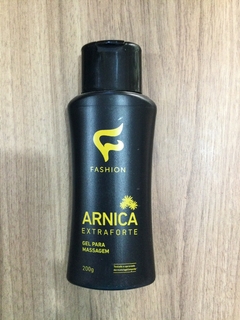 FASHION
ARNICA
EXTRAFORTE
GEL PARA
MASSAGEM
200g